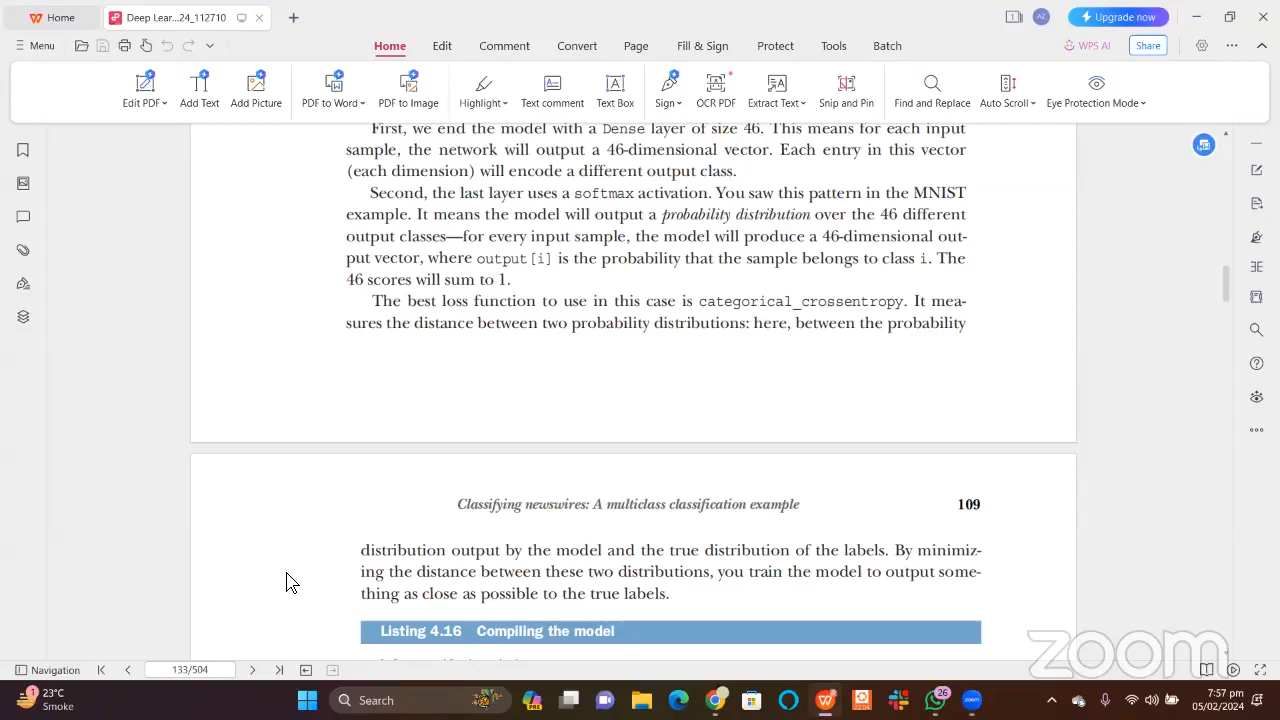 Home
Deep Lear...24_112710
1
AZ
Upgrade now
Menu
Home
Edit
Comment
Convert
Page
Fill & Sign
Protect
Tools
Batch
WPS AI
Share
Edit PDF
Add Text
Add Picture
PDF to Word
PDF to Image
Highlight
Text comment
Text Box
Sign
OCR PDF
Extract Text
Snip and Pin
Find and Replace
Auto Scroll
Eye Protection Mode
First, we end the model with a Dense layer of size 46. This means for each input
sample, the network will output a 46-dimensional vector. Each entry in this vector
(each dimension) will encode a different output class.
Second, the last layer uses a softmax activation. You saw this pattern in the MNIST
example. It means the model will output a probability distribution over the 46 different
output classes—for every input sample, the model will produce a 46-dimensional out-
put vector, where output[i] is the probability that the sample belongs to class i. The
46 scores will sum to 1.
The best loss function to use in this case is categorical_crossentropy. It mea-
sures the distance between two probability distributions: here, between the probability
Classifying newswires: A multiclass classification example
109
distribution output by the model and the true distribution of the labels. By minimiz-
ing the distance between these two distributions, you train the model to output some-
thing as close as possible to the true labels.
Listing 4.16 Compiling the model
zoom
Navigation
133/504
1
23°C
Smoke
Search
26
zoom
7:57 pm
05/02/2024